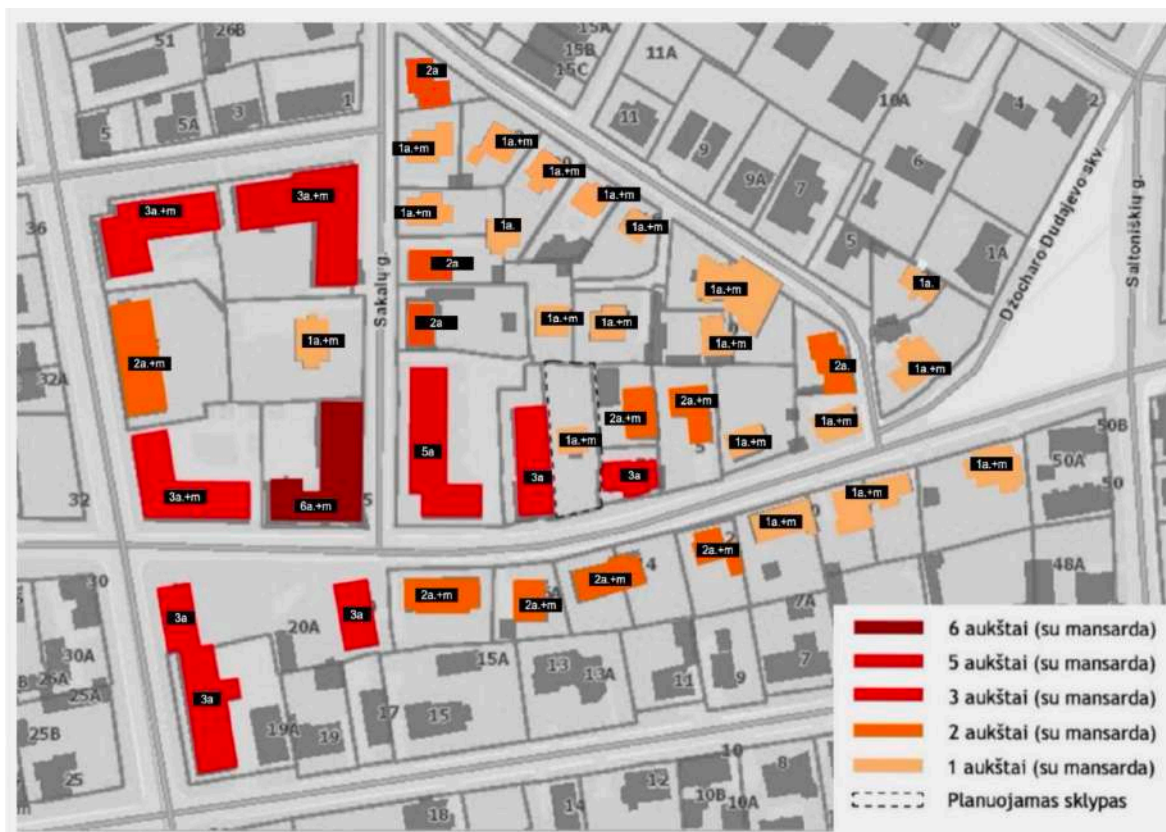 51
26B
15A
15B
15C
11A
10A
4
2
5
5A
3
1
2a
11
9
6
1a.+m
1a.+m
1a.+m
9A
7
36
3a.+m
3a.+m
1a.+m
1a.+m
1a.+m
1a.
5
1A
Sakalų g.
Džocharo Dudajevo skv.
Saltoniškių g.
2a
1a.+m
1a.
2a
1a.+m
1a.+m
1a.+m
2a.+m
1a.+m
32A
2a.
1a.+m
2a.+m
2a.+m
1a.+m
1a.+m
1a.+m
5
5a
3a
3a
32
3a.+m
6a.+m
5
1a.+m
1a.+m
1a.+m
50B
50A
50
30
2a.+m
2a.+m
2a.+m
4
2a.+m
2
48A
3a
3a
20A
15A
13
13A
7A
7
30A
26A
25A
3a
11
9
25B
19A
19
17
15
25
18
14
12
10
10B
10A
8
6 aukštai (su mansarda)
5 aukštai (su mansarda)
3 aukštai (su mansarda)
2 aukštai (su mansarda)
1 aukštai (su mansarda)
Planuojamas sklypas